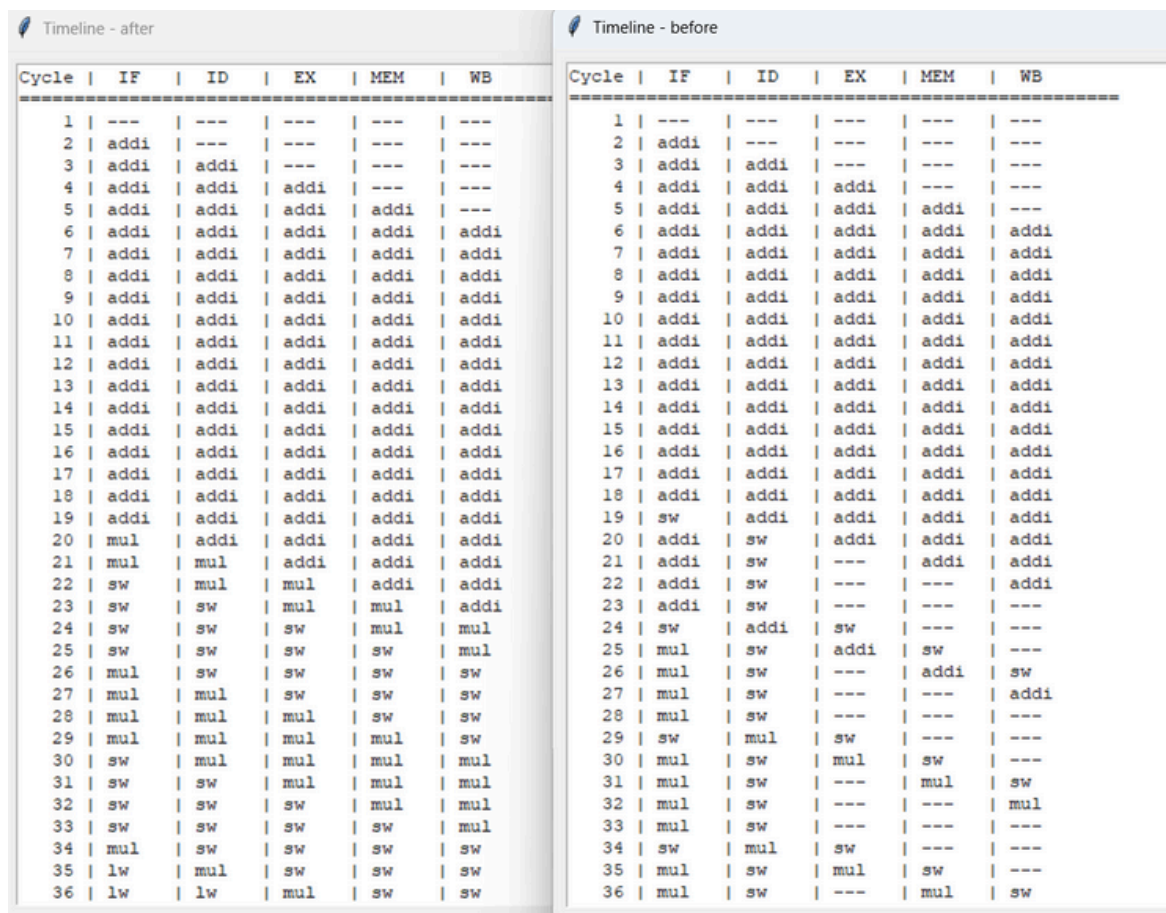 Timeline - after
Cycle | IF | ID | EX | MEM | WB
=====================================================
1 | --- | --- | --- | --- | ---
2 | addi | --- | --- | --- | ---
3 | addi | addi | --- | --- | ---
4 | addi | addi | addi | --- | ---
5 | addi | addi | addi | addi | ---
6 | addi | addi | addi | addi | addi
7 | addi | addi | addi | addi | addi
8 | addi | addi | addi | addi | addi
9 | addi | addi | addi | addi | addi
10 | addi | addi | addi | addi | addi
11 | addi | addi | addi | addi | addi
12 | addi | addi | addi | addi | addi
13 | addi | addi | addi | addi | addi
14 | addi | addi | addi | addi | addi
15 | addi | addi | addi | addi | addi
16 | addi | addi | addi | addi | addi
17 | addi | addi | addi | addi | addi
18 | addi | addi | addi | addi | addi
19 | addi | addi | addi | addi | addi
20 | mul | addi | addi | addi | addi
21 | mul | mul | addi | addi | addi
22 | sw | mul | mul | addi | addi
23 | sw | sw | mul | mul | addi
24 | sw | sw | sw | mul | mul
25 | sw | sw | sw | sw | mul
26 | mul | sw | sw | sw | sw
27 | mul | mul | sw | sw | sw
28 | mul | mul | mul | sw | sw
29 | mul | mul | mul | mul | sw
30 | sw | mul | mul | mul | mul
31 | sw | sw | mul | mul | mul
32 | sw | sw | sw | mul | mul
33 | sw | sw | sw | sw | mul
34 | mul | sw | sw | sw | sw
35 | lw | mul | sw | sw | sw
36 | lw | lw | mul | sw | sw
Timeline - before
Cycle | IF | ID | EX | MEM | WB
=====================================================
1 | --- | --- | --- | --- | ---
2 | addi | --- | --- | --- | ---
3 | addi | addi | --- | --- | ---
4 | addi | addi | addi | --- | ---
5 | addi | addi | addi | addi | ---
6 | addi | addi | addi | addi | addi
7 | addi | addi | addi | addi | addi
8 | addi | addi | addi | addi | addi
9 | addi | addi | addi | addi | addi
10 | addi | addi | addi | addi | addi
11 | addi | addi | addi | addi | addi
12 | addi | addi | addi | addi | addi
13 | addi | addi | addi | addi | addi
14 | addi | addi | addi | addi | addi
15 | addi | addi | addi | addi | addi
16 | addi | addi | addi | addi | addi
17 | addi | addi | addi | addi | addi
18 | addi | addi | addi | addi | addi
19 | sw | addi | addi | addi | addi
20 | addi | sw | addi | addi | addi
21 | addi | sw | --- | addi | addi
22 | addi | sw | --- | --- | addi
23 | addi | sw | --- | --- | ---
24 | sw | addi | sw | --- | ---
25 | mul | sw | addi | sw | ---
26 | mul | sw | --- | addi | sw
27 | mul | sw | --- | --- | addi
28 | mul | sw | --- | --- | ---
29 | sw | mul | sw | --- | ---
30 | mul | sw | mul | sw | ---
31 | mul | sw | --- | mul | sw
32 | mul | sw | --- | --- | mul
33 | mul | sw | --- | --- | ---
34 | sw | mul | sw | --- | ---
35 | mul | sw | mul | sw | ---
36 | mul | sw | --- | mul | sw